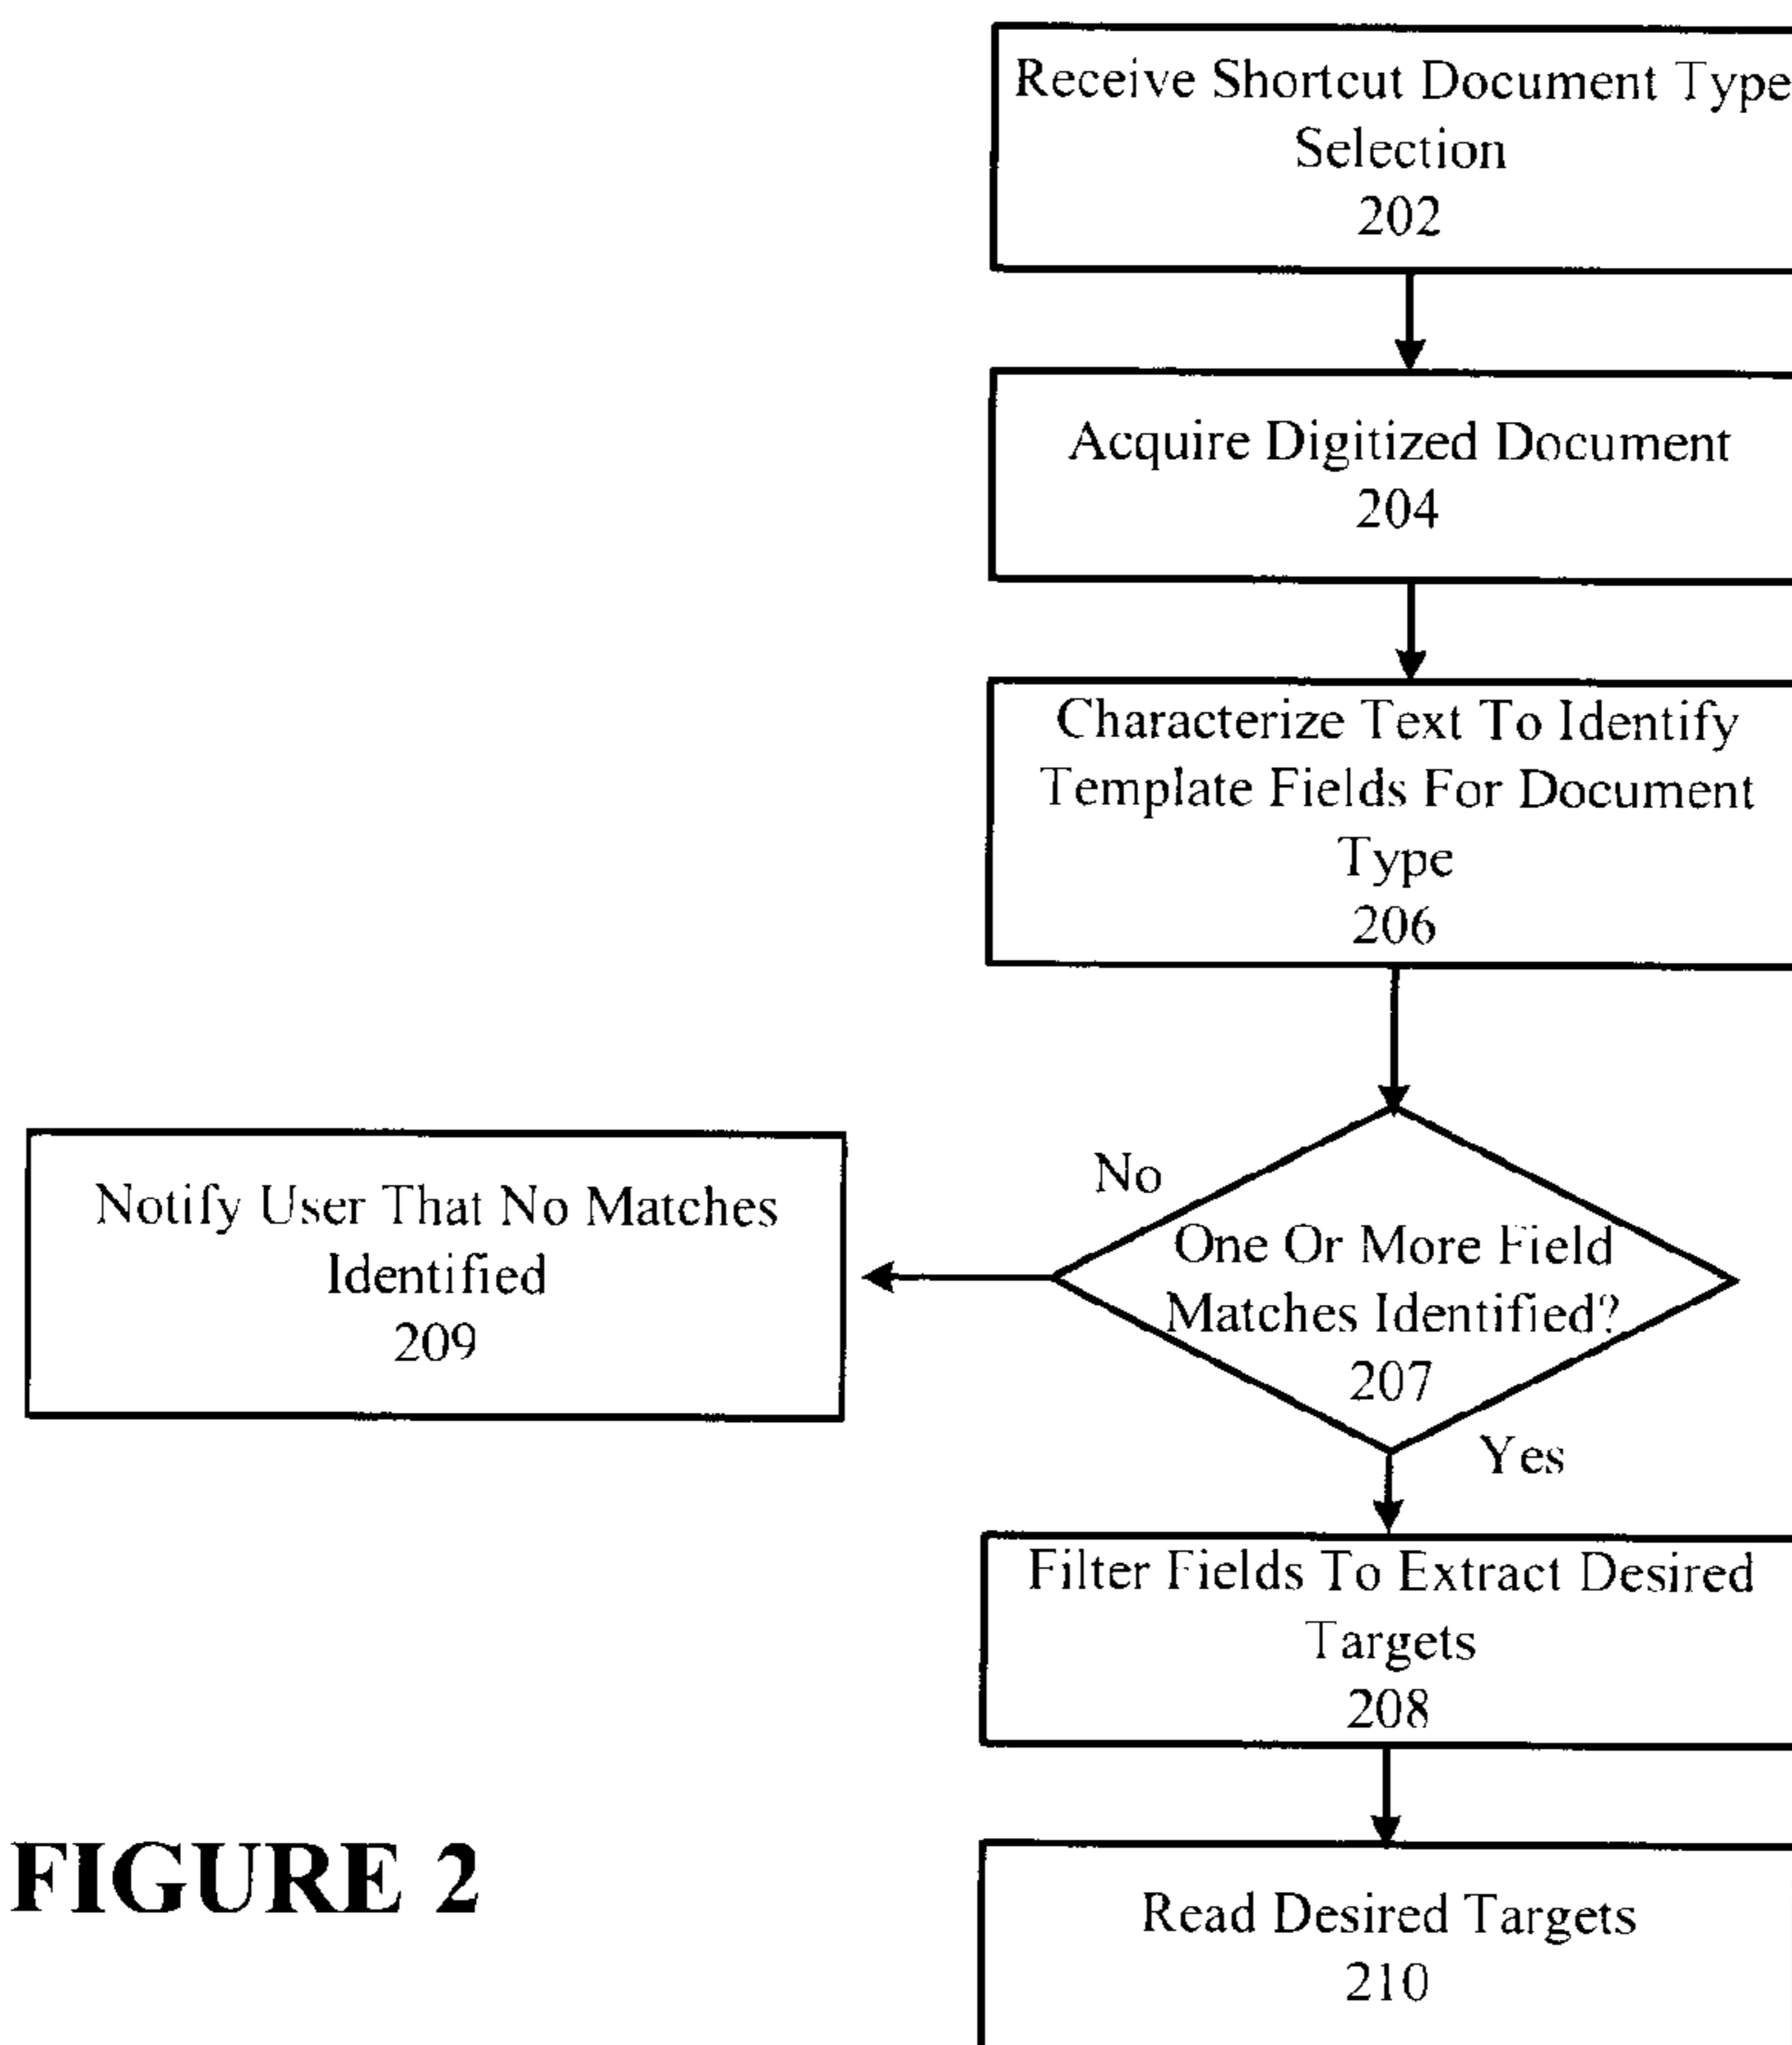 Receive Shortcut Document Type
Selection
202
Acquire Digitized Document
204
Characterize Text To Identify
Template Fields For Document
Type
206
No
One Or More Field
Matches Identified?
207
Yes
Notify User That No Matches
Identified
209
Filter Fields To Extract Desired
Targets
208
Read Desired Targets
210
FIGURE 2